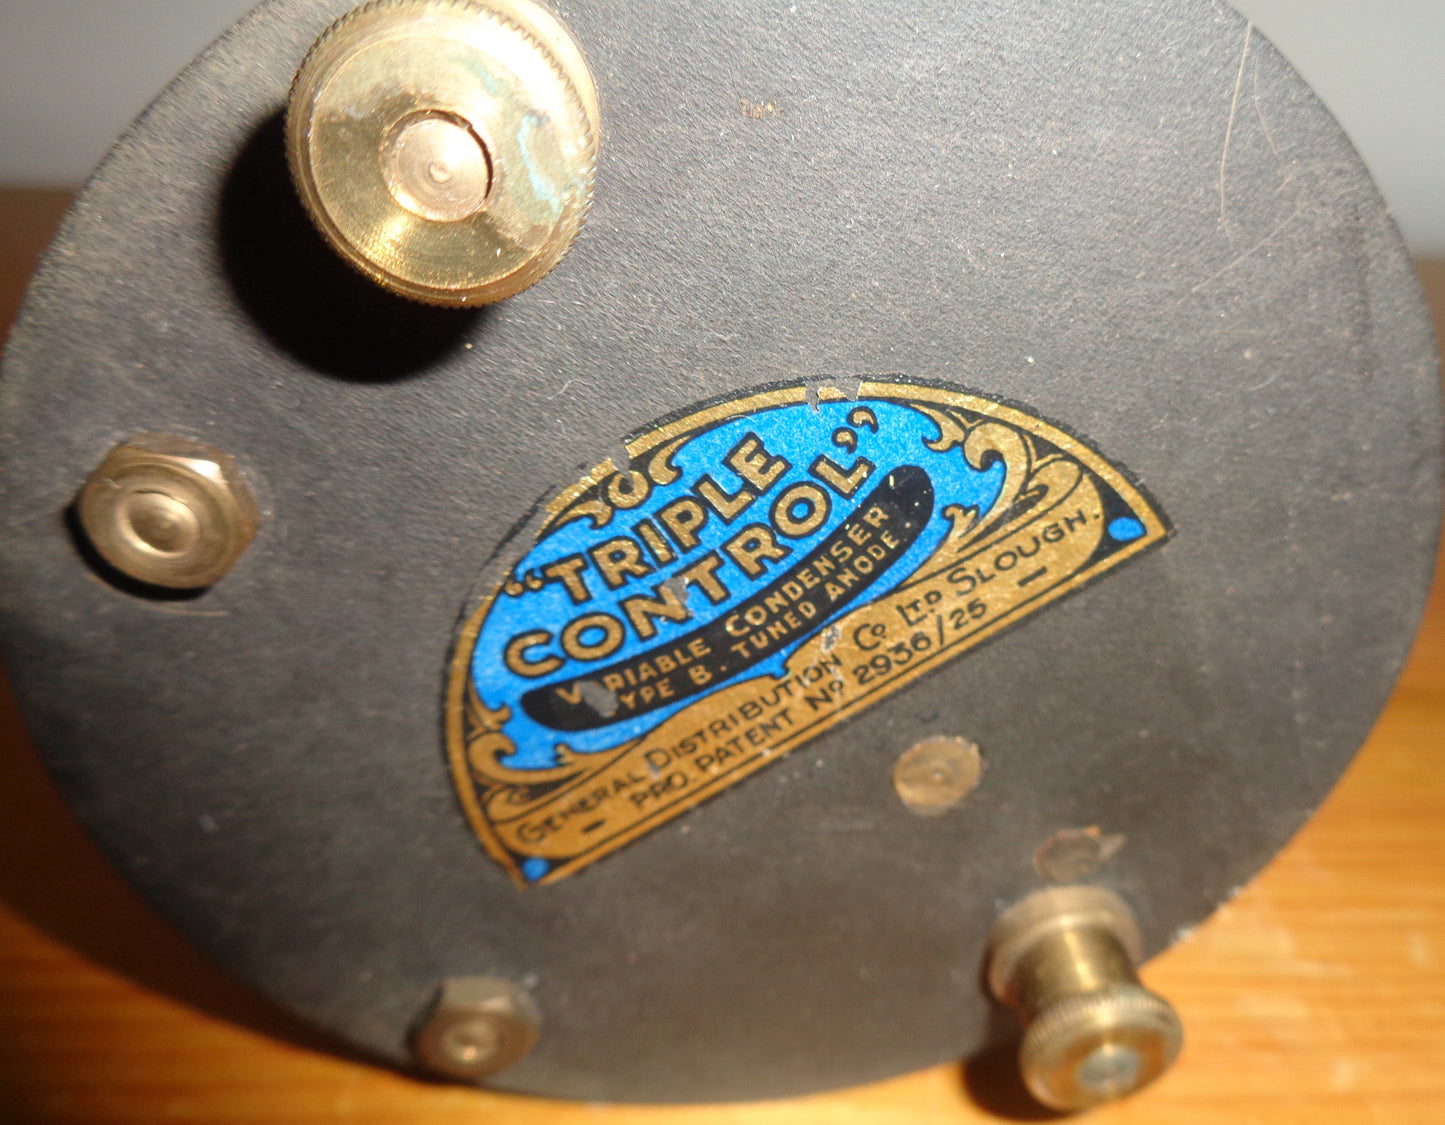 “TRIPLE
CONTROL”
VARIABLE CONDENSER
TYPE B. TUNED ANODE.
GENERAL DISTRIBUTION Co LTD SLOUGH.
- PRO. PATENT No 2936/25 -